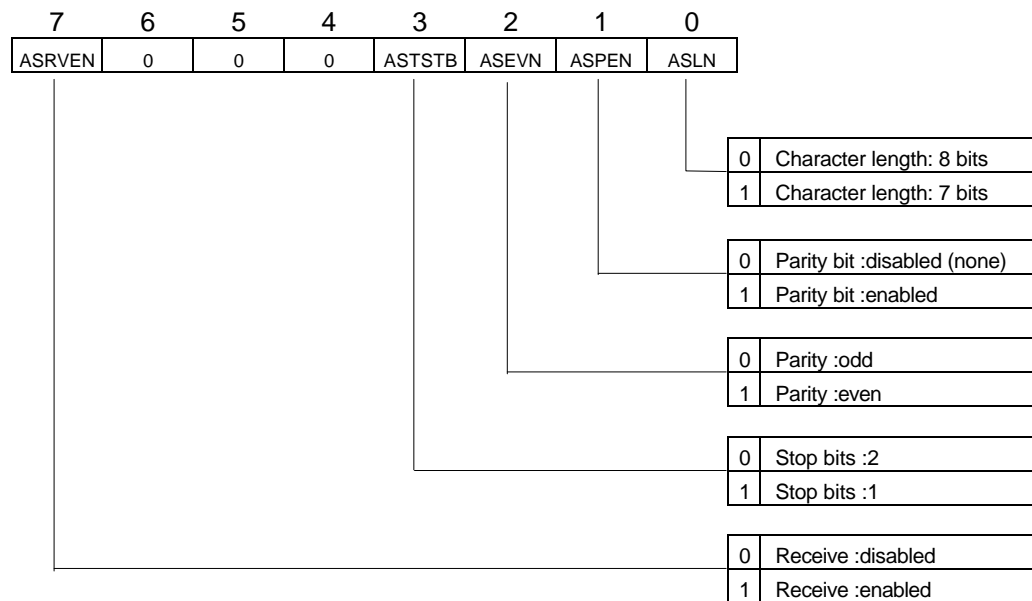 7 6 5 4 3 2 1 0
ASRVEN 0 0 0 ASTSTB ASEVN ASPEN ASLN
0 Character length: 8 bits
1 Character length: 7 bits
0 Parity bit :disabled (none)
1 Parity bit :enabled
0 Parity :odd
1 Parity :even
0 Stop bits :2
1 Stop bits :1
0 Receive :disabled
1 Receive :enabled